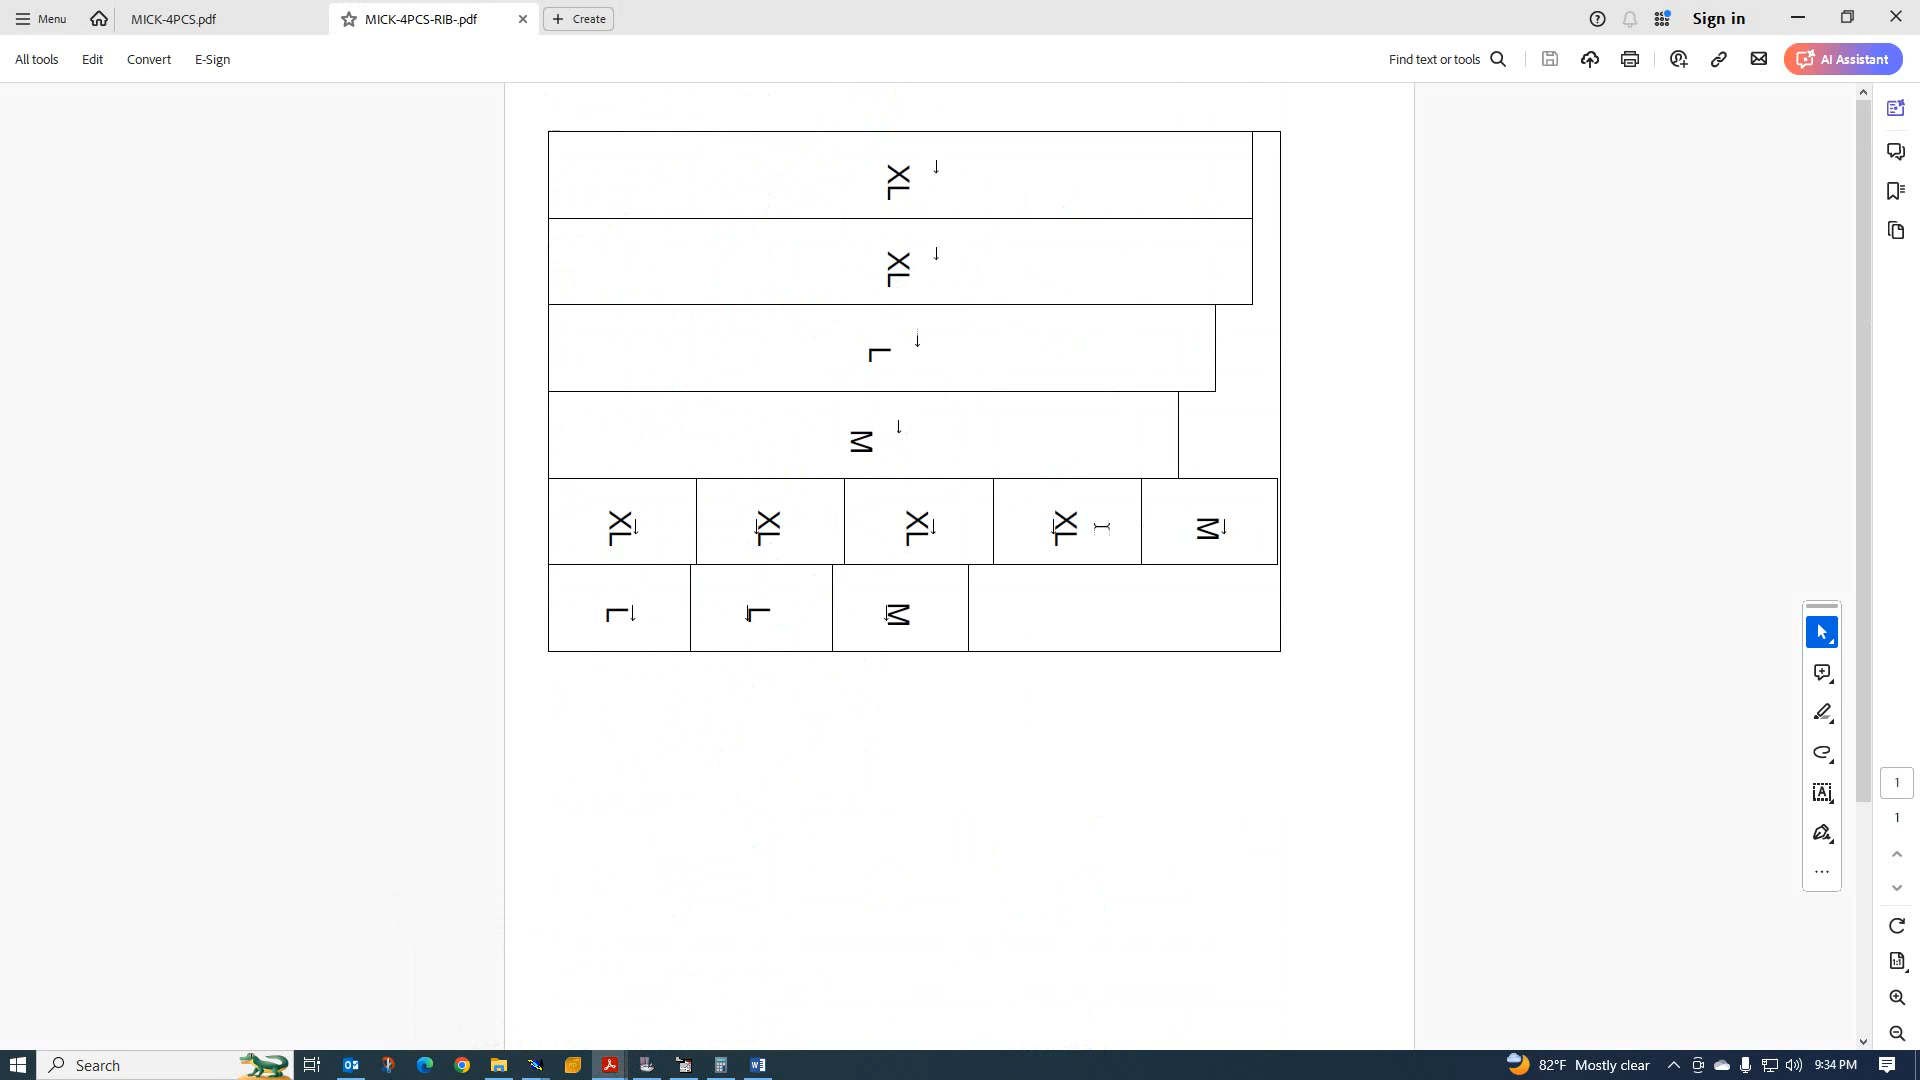 Menu MICK-4PCS.pdf MICK-4PCS-RIB-.pdf Create Sign in
All tools Edit Convert E-Sign Find text or tools AI Assistant
XL
XL
L
M
XL XL XL XL M
L L M
1
1
Search 82°F Mostly clear 9:34 PM